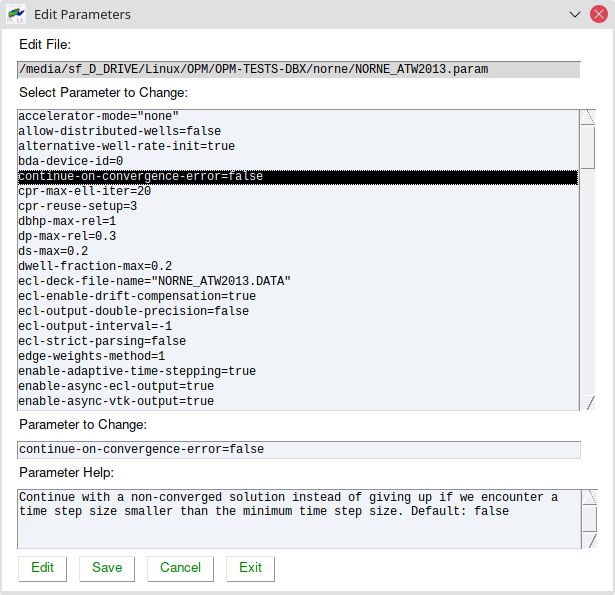 Edit Parameters
Edit File:
/media/sf_D_DRIVE/Linux/OPM/OPM-TESTS-DBX/norne/NORNE_ATW2013.param
Select Parameter to Change:
accelerator-mode="none"
allow-distributed-wells=false
alternative-well-rate-init=true
bda-device-id=0
continue-on-convergence-error=false
cpr-max-ell-iter=20
cpr-reuse-setup=3
dbhp-max-rel=1
dp-max-rel=0.3
ds-max=0.2
dwell-fraction-max=0.2
ecl-deck-file-name="NORNE_ATW2013.DATA"
ecl-enable-drift-compensation=true
ecl-output-double-precision=false
ecl-output-interval=-1
ecl-strict-parsing=false
edge-weights-method=1
enable-adaptive-time-stepping=true
enable-async-ecl-output=true
enable-async-vtk-output=true
Parameter to Change:
continue-on-convergence-error=false
Parameter Help:
Continue with a non-converged solution instead of giving up if we encounter a
time step size smaller than the minimum time step size. Default: false
Edit Save Cancel Exit